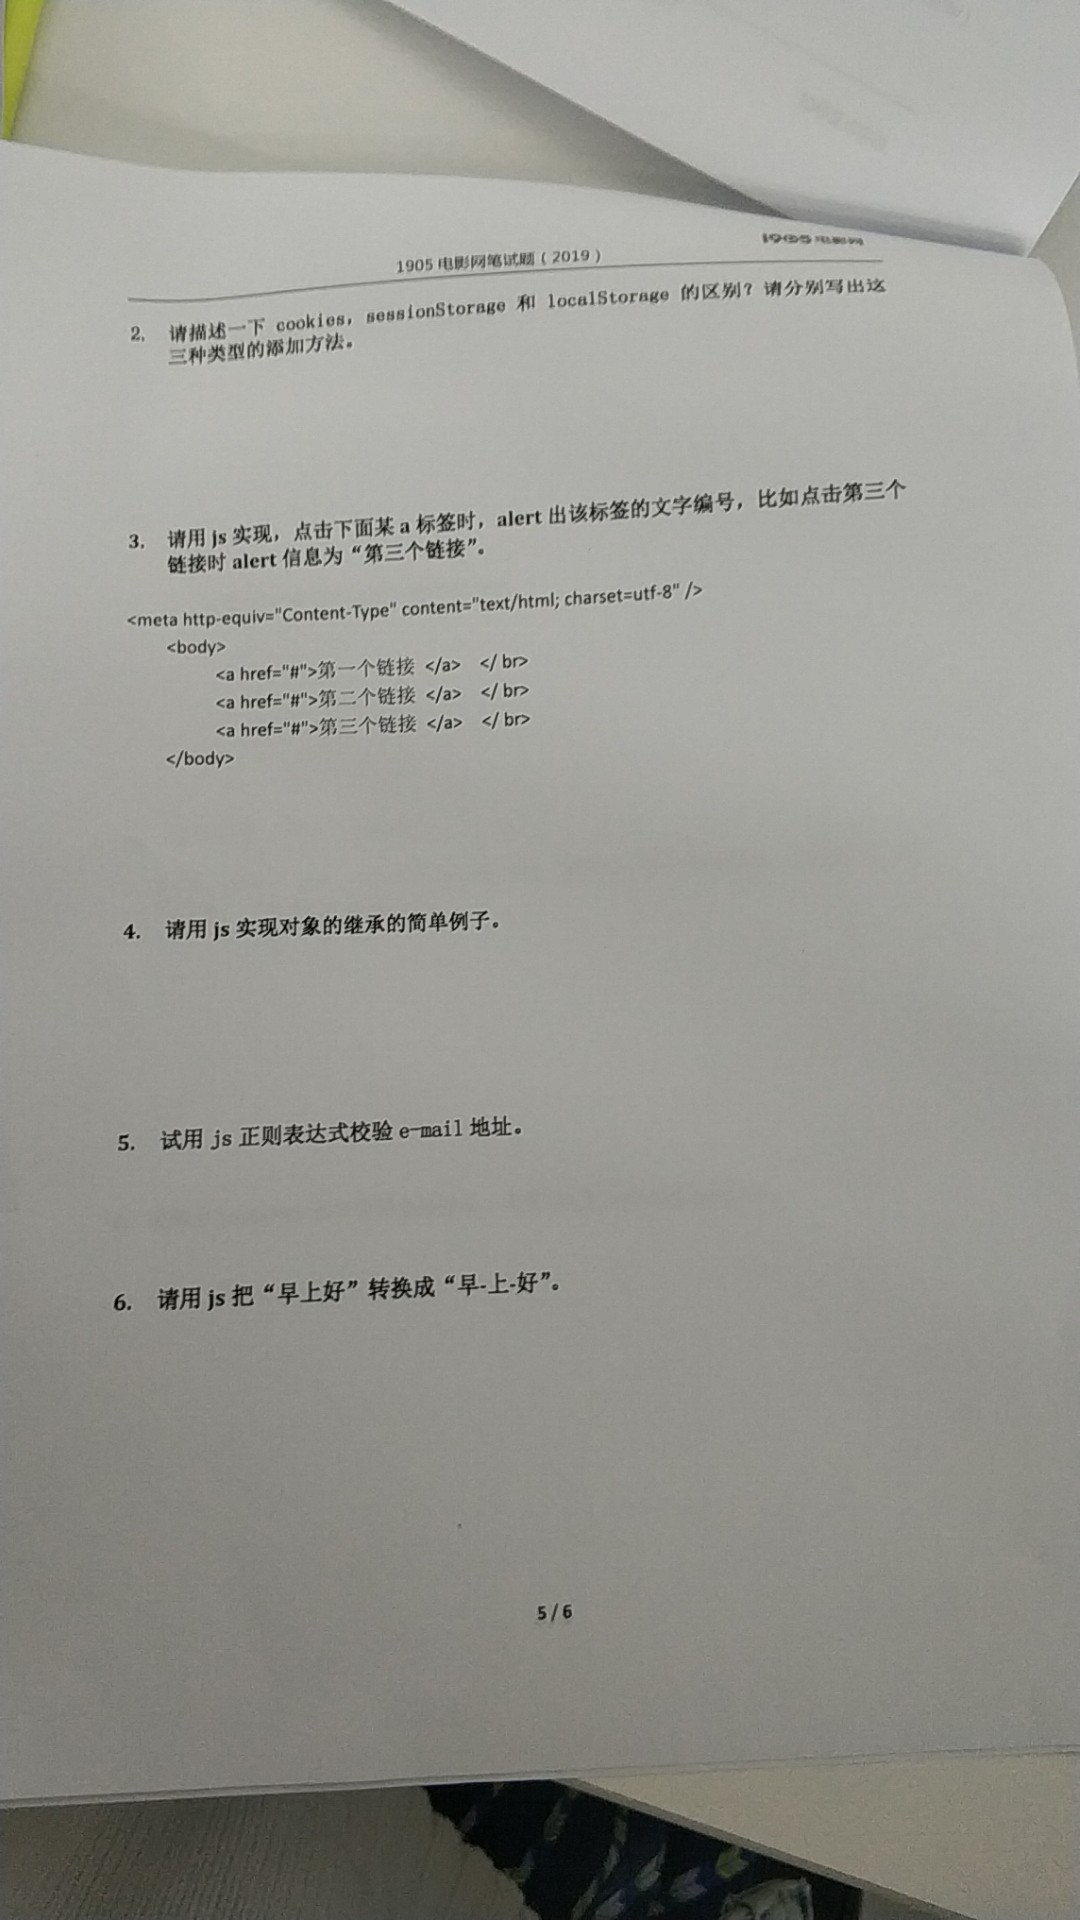 1905电影网
1905 电影网笔试题 ( 2019 )
2. 请描述一下 cookies, sessionStorage 和 localStorage 的区别? 请分别写出这
三种类型的添加方法。
3. 请用 js 实现，点击下面某 a 标签时，alert 出该标签的文字编号，比如点击第三个
链接时 alert 信息为“第三个链接”。
<meta http-equiv="Content-Type" content="text/html; charset=utf-8" />
<body>
<a href="#">第一个链接 </a> </ br>
<a href="#">第二个链接 </a> </ br>
<a href="#">第三个链接 </a> </ br>
</body>
4. 请用 js 实现对象的继承的简单例子。
5. 试用 js 正则表达式校验 e-mail 地址。
6. 请用 js 把“早上好”转换成“早-上-好”。
5 / 6